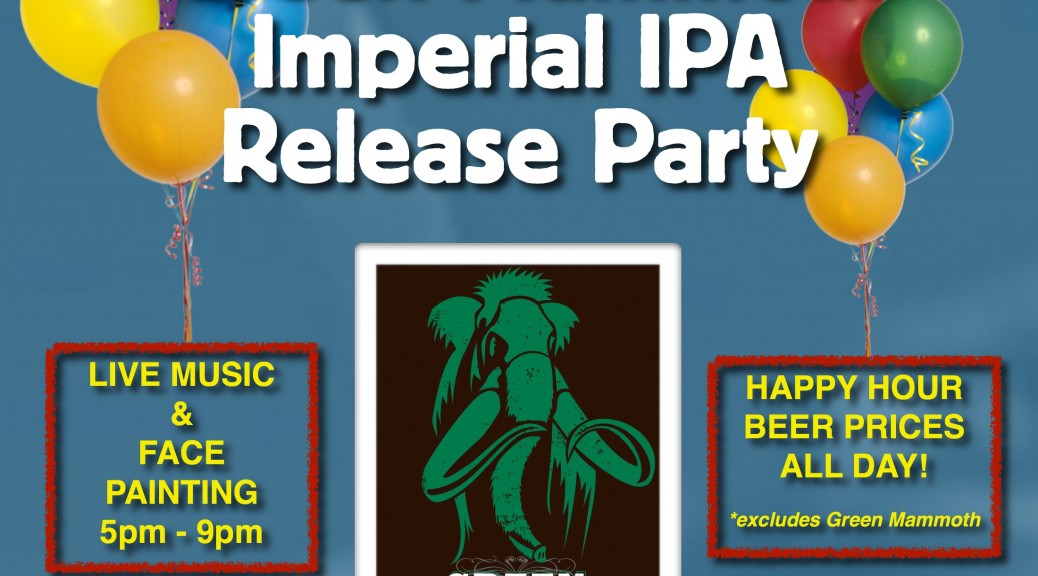 Imperial IPA
Release Party
LIVE MUSIC
&
FACE
PAINTING
5pm - 9pm
HAPPY HOUR
BEER PRICES
ALL DAY!
*excludes Green Mammoth